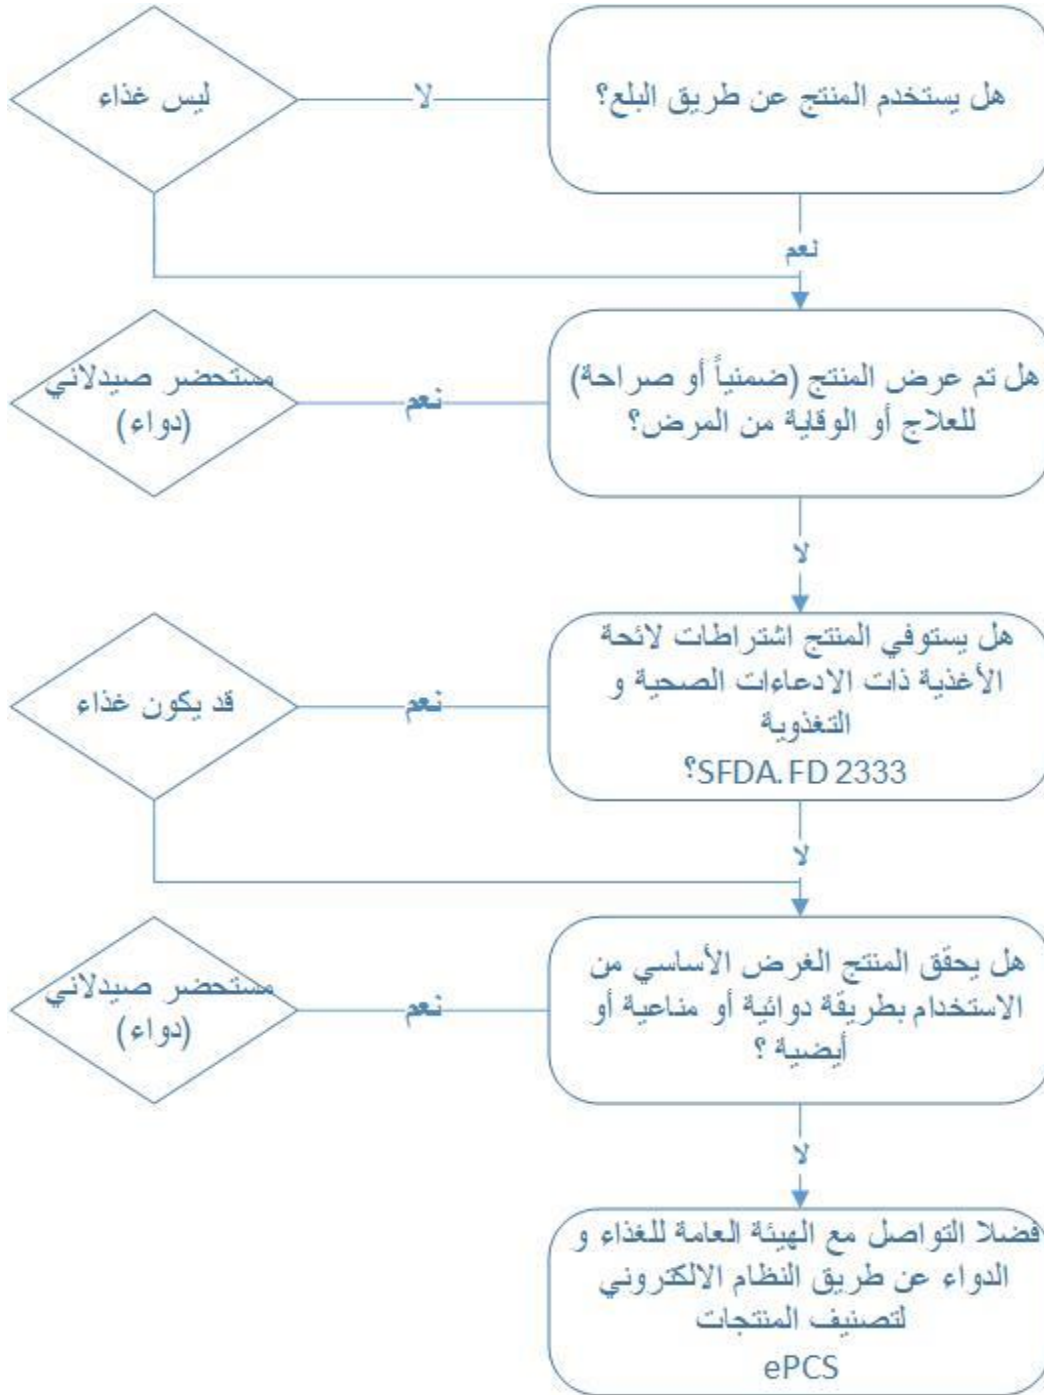 هل يستخدم المنتج عن طريق البلع؟
لا
ليس غذاء
نعم
هل تم عرض المنتج (ضمنياً أو صراحة)
للعلاج أو الوقاية من المرض؟
نعم
مستحضر صيدلاني
(دواء)
لا
هل يستوفي المنتج اشتراطات لائحة
الأغذية ذات الادعاءات الصحية و
التغذوية
SFDA.FD 2333؟
نعم
قد يكون غذاء
لا
هل يحقق المنتج الغرض الأساسي من
الاستخدام بطريقة دوائية أو مناعية أو
أيضية ؟
نعم
مستحضر صيدلاني
(دواء)
لا
فضلا التواصل مع الهيئة العامة للغذاء و
الدواء عن طريق النظام الالكتروني
لتصنيف المنتجات
ePCS